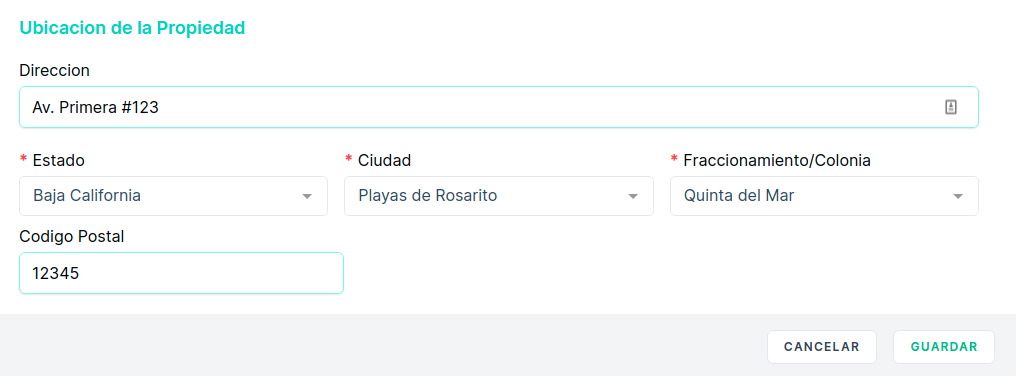 Ubicacion de la Propiedad
Direccion
Av. Primera #123
* Estado * Ciudad * Fraccionamiento/Colonia
Baja California Playas de Rosarito Quinta del Mar
Codigo Postal
12345
CANCELAR GUARDAR